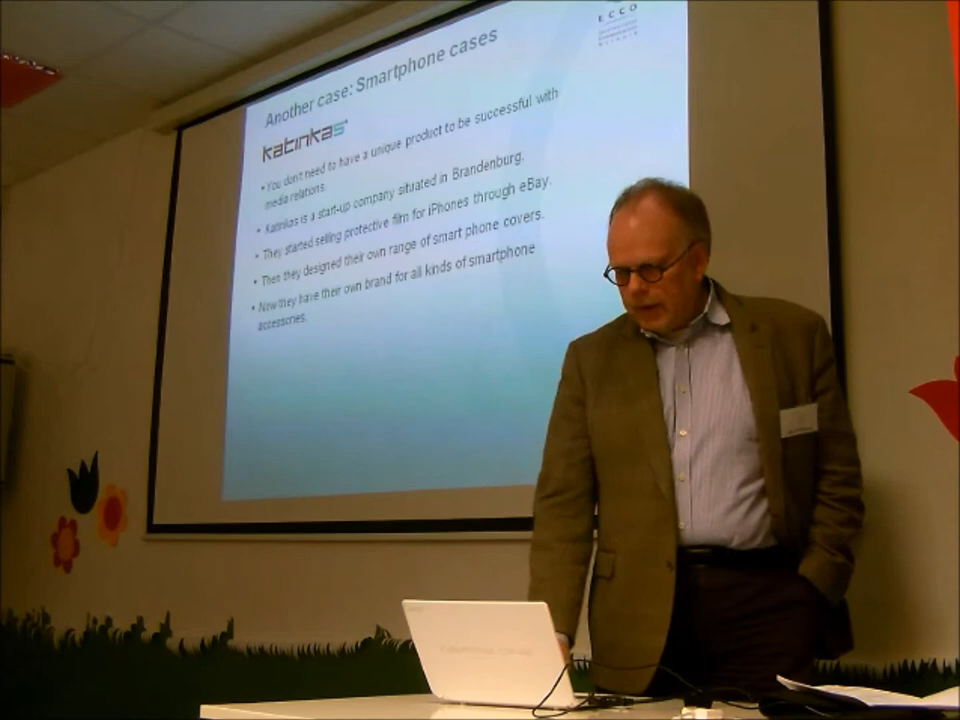 ECCO
Another case: Smartphone cases
katinkas
• You don't need to have a unique product to be successful with
media relations.
• Katinkas is a start-up company situated in Brandenburg.
• They started selling protective film for iPhones through eBay.
• Then they designed their own range of smart phone covers.
• Now they have their own brand for all kinds of smartphone
accessories.